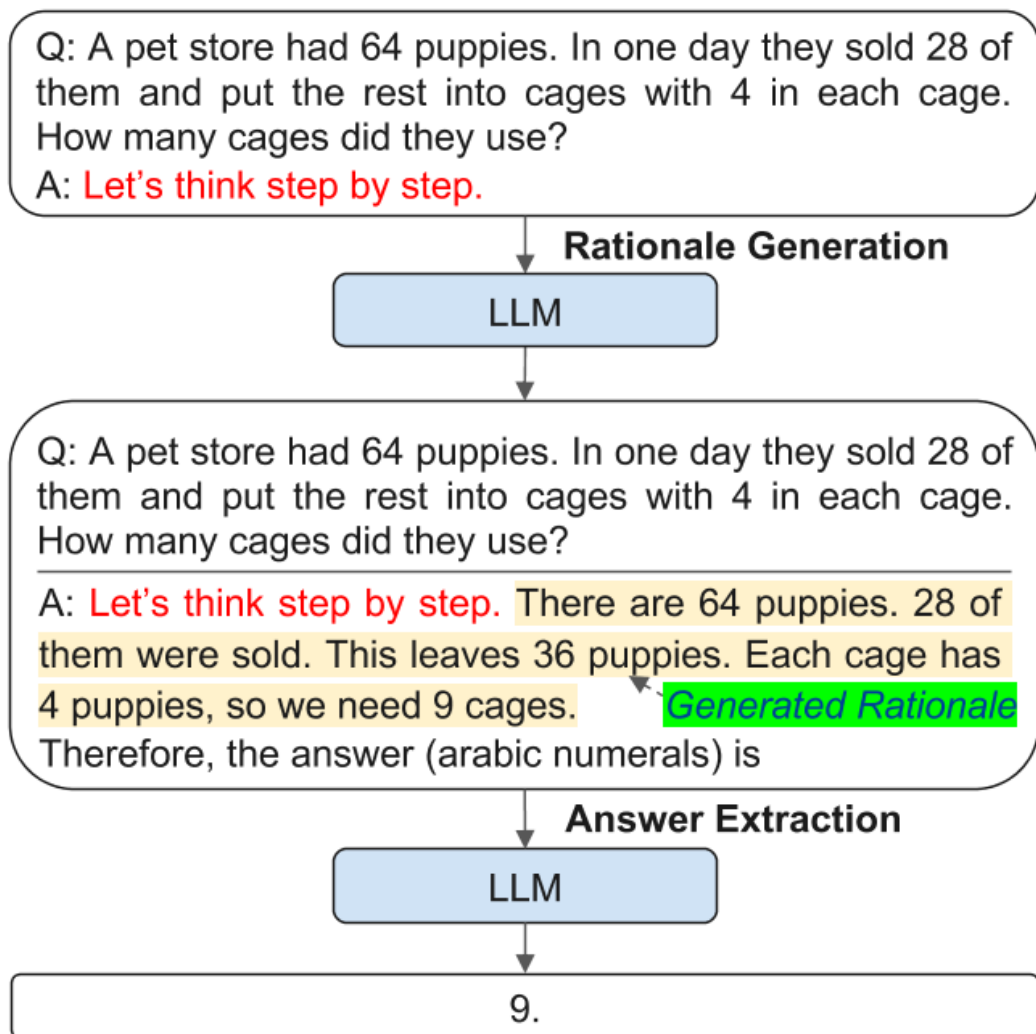 Q: A pet store had 64 puppies. In one day they sold 28 of
them and put the rest into cages with 4 in each cage.
How many cages did they use?
A: Let’s think step by step.
Rationale Generation
LLM
Q: A pet store had 64 puppies. In one day they sold 28 of
them and put the rest into cages with 4 in each cage.
How many cages did they use?
A: Let’s think step by step. There are 64 puppies. 28 of
them were sold. This leaves 36 puppies. Each cage has
4 puppies, so we need 9 cages. Generated Rationale
Therefore, the answer (arabic numerals) is
Answer Extraction
LLM
9.